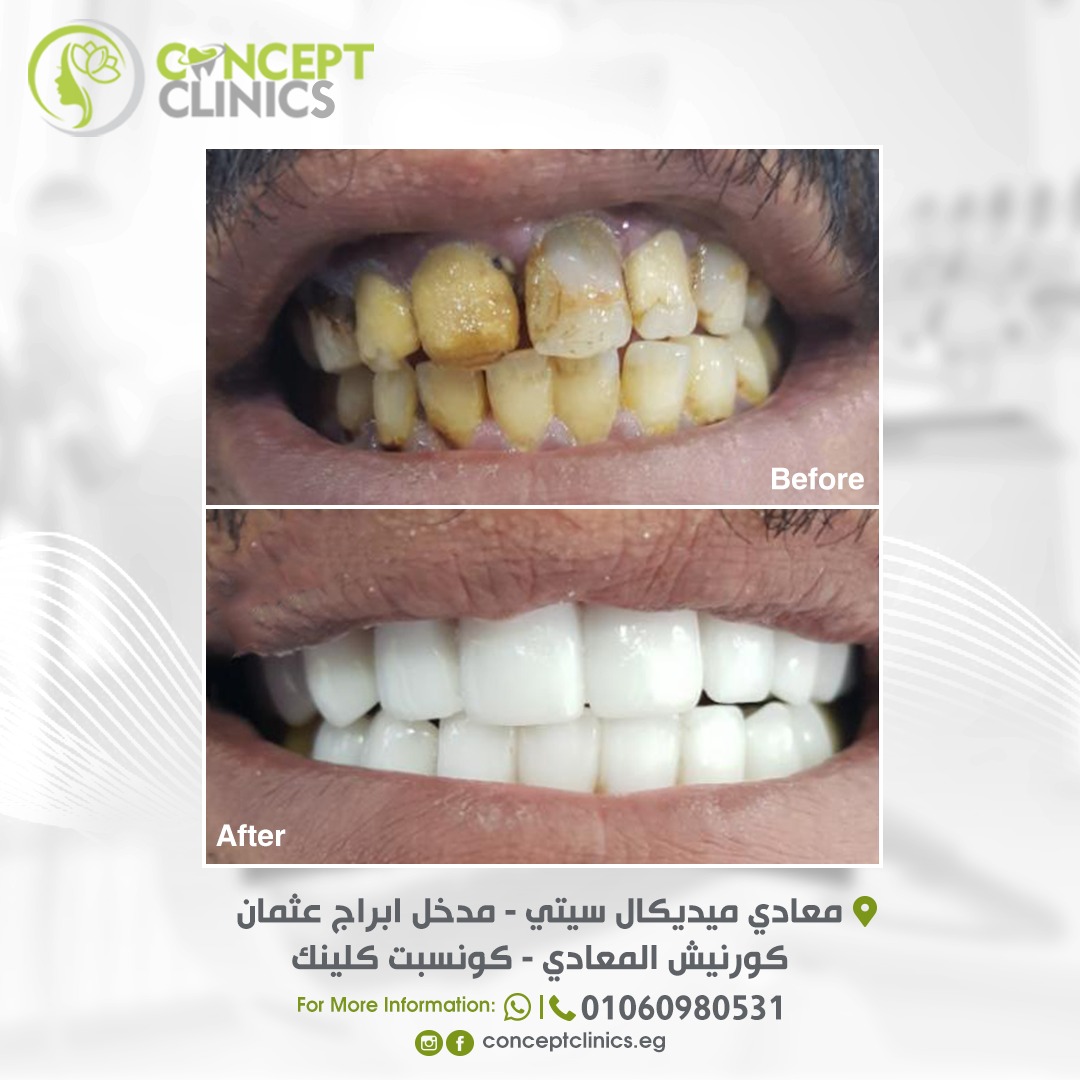 CONCEPT
CLINICS
Before
After
معادي ميديكال سيتي - مدخل ابراج عثمان
كورنيش المعادي - كونسبت كلينك
For More Information: 01060980531
conceptclinics.eg